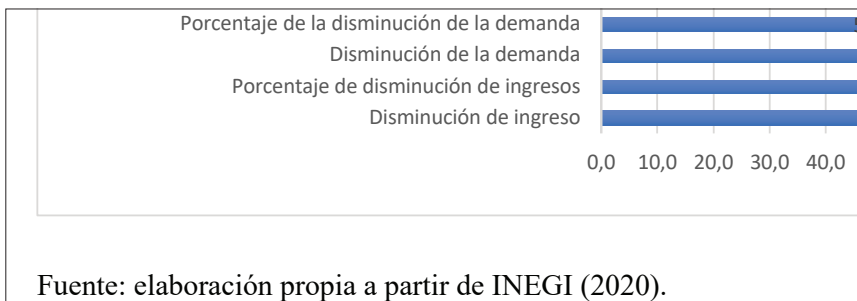 Porcentaje de la disminución de la demanda
Disminución de la demanda
Porcentaje de disminución de ingresos
Disminución de ingreso
0,0 10,0 20,0 30,0 40,0
Fuente: elaboración propia a partir de INEGI (2020).